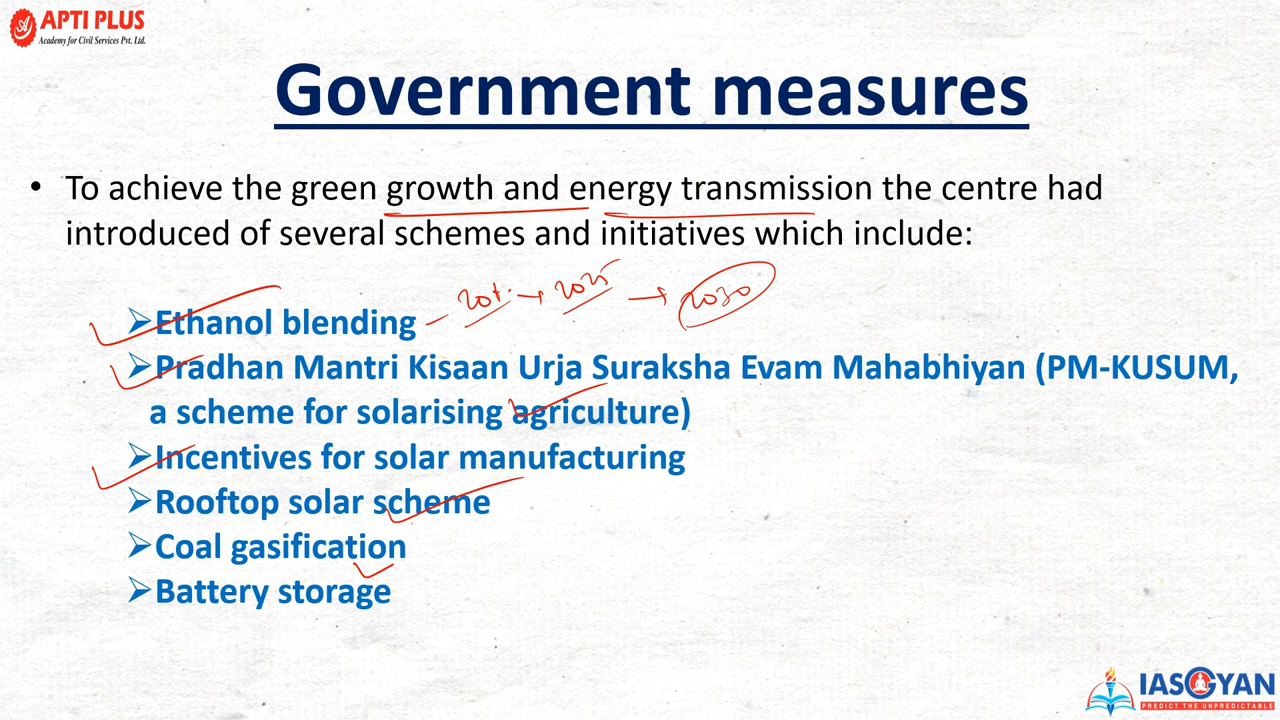 APTI PLUS
Academy for Civil Services Pvt. Ltd.
Government measures
• To achieve the green growth and energy transmission the centre had
introduced of several schemes and initiatives which include:
➢Ethanol blending – 20%. → 2025 → 2030
➢Pradhan Mantri Kisaan Urja Suraksha Evam Mahabhiyan (PM-KUSUM,
a scheme for solarising agriculture)
➢Incentives for solar manufacturing
➢Rooftop solar scheme
➢Coal gasification
➢Battery storage
IASGYAN
PREDICT THE UNPREDICTABLE